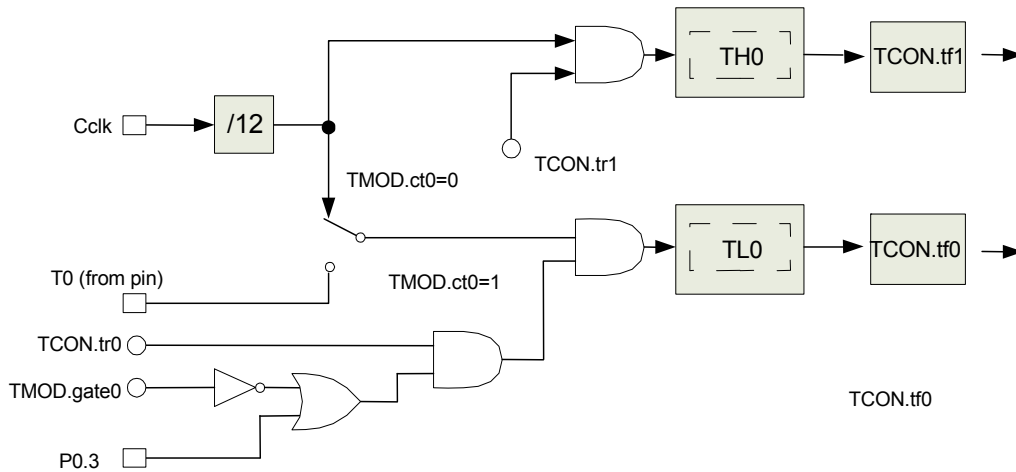 TH0
TCON.tf1
Cclk
/12
TCON.tr1
TMOD.ct0=0
TL0
TCON.tf0
T0 (from pin)
TMOD.ct0=1
TCON.tr0
TMOD.gate0
TCON.tf0
P0.3